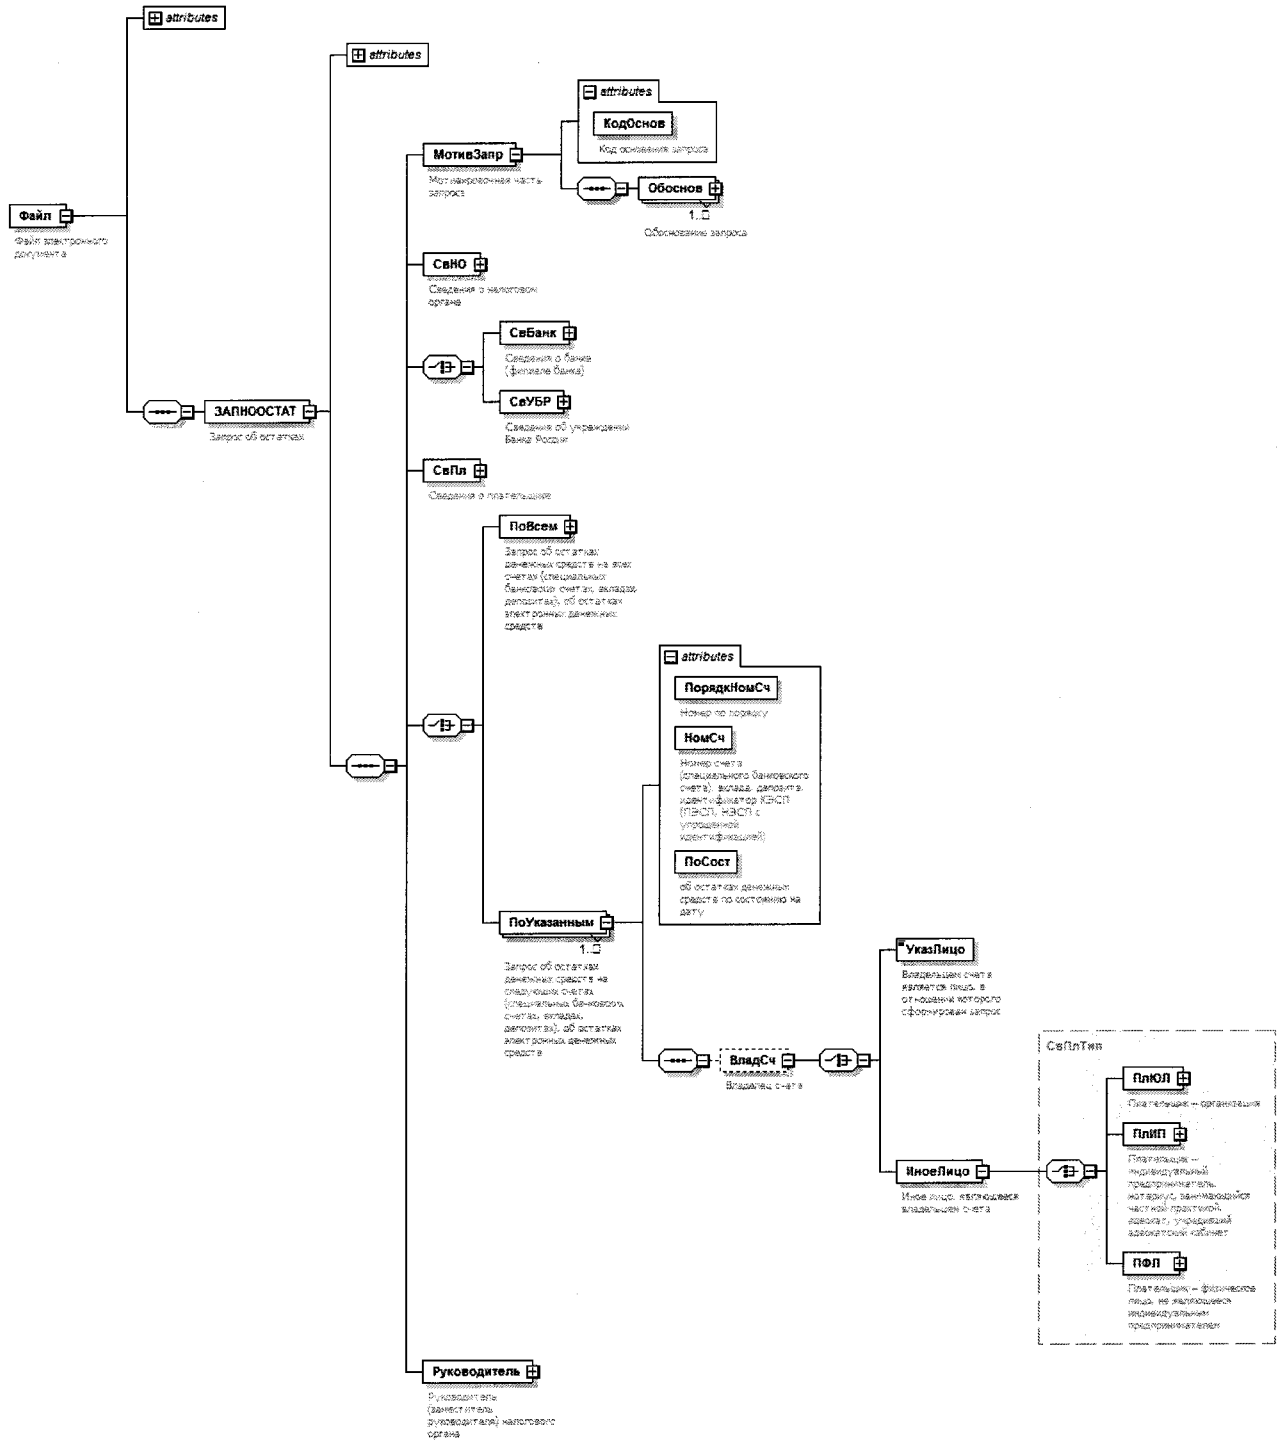 attributes
attributes
attributes
КодОснов
Код основания запроса
МотивЗапр
Мотивировочная часть
запроса
Обоснов
1..
Обоснование запроса
Файл
Файл электронного
документа
СвНО
Сведения о налоговом
органе
СвБанк
Сведения о банке
(филиале банка)
СвУБР
Сведения об учреждении
Банка России
ЗАПНООСТАТ
Запрос об остатках
СвПл
Сведения о плательщике
ПоВсем
Запрос об остатках
денежных средств на всех
счетах (специальных
банковских счетах, вкладах,
депозитах), об остатках
электронных денежных
средств
attributes
ПорядкНомСч
Номер по порядку
НомСч
Номер счета
(специального банковского
счета), вклада, депозита,
идентификатор КЭСП
(ПЭСП, НЭСП с
упрощенной
идентификацией)
ПоСост
об остатках денежных
средств по состоянию на
дату
ПоУказанным
1..
Запрос об остатках
денежных средств на
следующих счетах
(специальных банковских
счетах, вкладах,
депозитах), об остатках
электронных денежных
средств
УказЛицо
Владельцем счета
является лицо, в
отношении которого
сформирован запрос
ВладСч
Владелец счета
СвПлТип
ПлЮЛ
Плательщик – организация
ПлИП
Плательщик –
индивидуальный
предприниматель,
нотариус, занимающийся
частной практикой,
адвокат, учредивший
адвокатский кабинет
ИноеЛицо
Иное лицо, являющееся
владельцем счета
ПФЛ
Плательщик – физическое
лицо, не являющееся
индивидуальным
предпринимателем
Руководитель
Руководитель
(заместитель
руководителя) налогового
органа